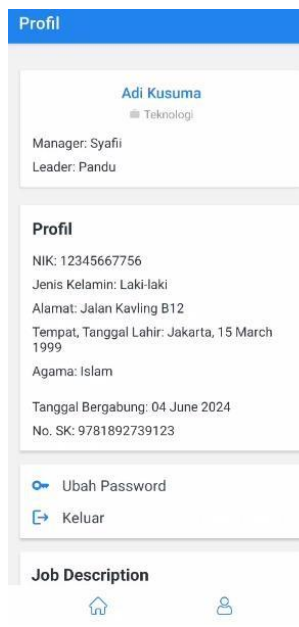 Profil
Adi Kusuma
Teknologi
Manager: Syafii
Leader: Pandu
Profil
NIK: 12345667756
Jenis Kelamin: Laki-laki
Alamat: Jalan Kavling B12
Tempat, Tanggal Lahir: Jakarta, 15 March
1999
Agama: Islam
Tanggal Bergabung: 04 June 2024
No. SK: 9781892739123
Ubah Password
Keluar
Job Description